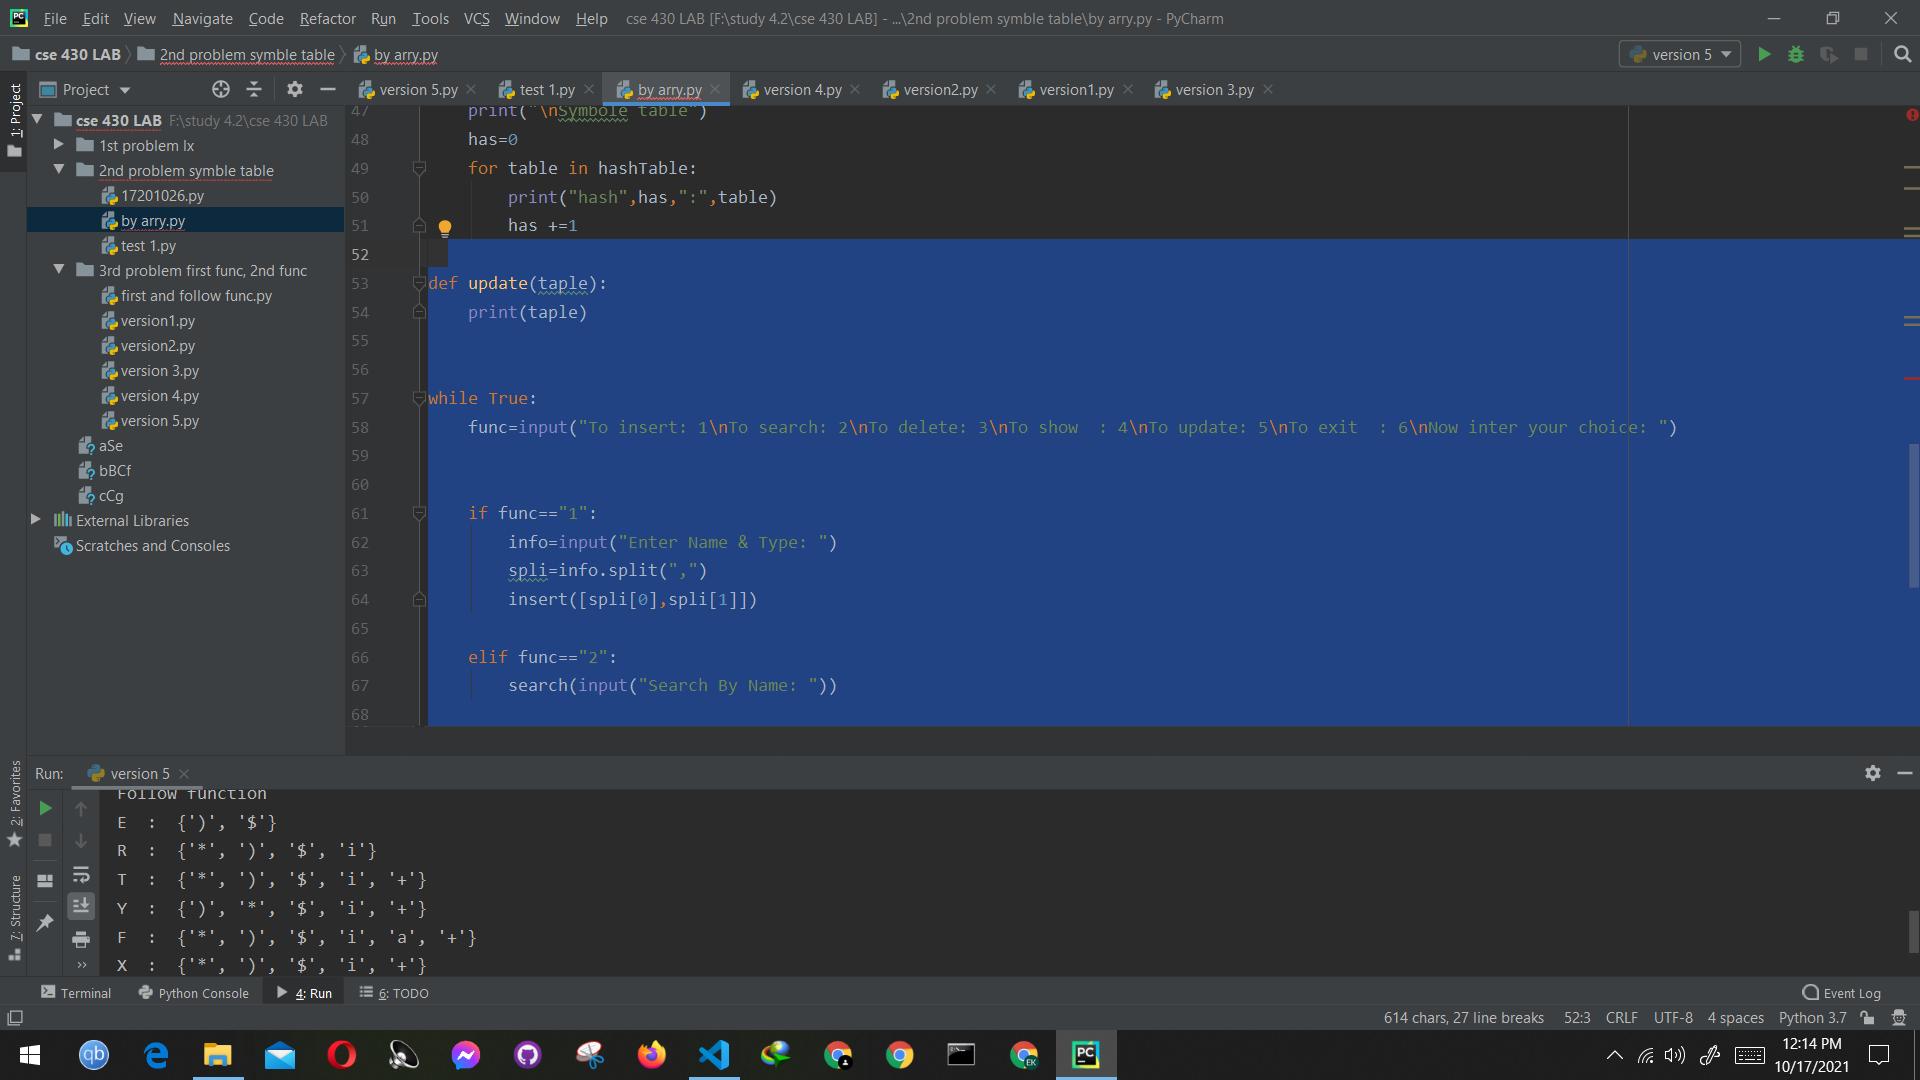 File Edit View Navigate Code Refactor Run Tools VCS Window Help cse 430 LAB [F:\study 4.2\cse 430 LAB] - ...\2nd problem symble table\by arry.py - PyCharm
cse 430 LAB 2nd problem symble table by arry.py version 5
Project version 5.py test 1.py by arry.py version 4.py version2.py version1.py version 3.py
1: Project
cse 430 LAB F:\study 4.2\cse 430 LAB
1st problem lx
2nd problem symble table
17201026.py
by arry.py
test 1.py
3rd problem first func, 2nd func
first and follow func.py
version1.py
version2.py
version 3.py
version 4.py
version 5.py
aSe
bBCf
cCg
External Libraries
Scratches and Consoles
47 print("\nSymbole table")
48 has=0
49 for table in hashTable:
50 print("hash",has,":",table)
51 has +=1
52
53 def update(taple):
54 print(taple)
55
56
57 while True:
58 func=input("To insert: 1\nTo search: 2\nTo delete: 3\nTo show  : 4\nTo update: 5\nTo exit  : 6\nNow inter your choice: ")
59
60
61 if func=="1":
62 info=input("Enter Name & Type: ")
63 spli=info.split(",")
64 insert([spli[0],spli[1]])
65
66 elif func=="2":
67 search(input("Search By Name: "))
68
2: Favorites
7: Structure
Run: version 5
Follow function
E  :  {')', '$'}
R  :  {'*', ')', '$', 'i'}
T  :  {'*', ')', '$', 'i', '+'}
Y  :  {')', '*', '$', 'i', '+'}
F  :  {'*', ')', '$', 'i', 'a', '+'}
X  :  {'*', ')', '$', 'i', '+'}
Terminal Python Console 4: Run 6: TODO Event Log
614 chars, 27 line breaks 52:3 CRLF UTF-8 4 spaces Python 3.7
qb EK PC
12:14 PM
10/17/2021